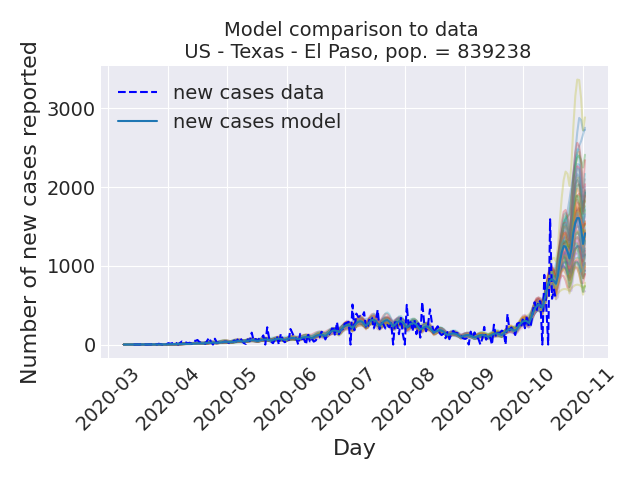 Model comparison to data
US - Texas - El Paso, pop. = 839238
Number of new cases reported
3000
2000
1000
0
new cases data
new cases model
2020-03
2020-04
2020-05
2020-06
2020-07
2020-08
2020-09
2020-10
2020-11
Day